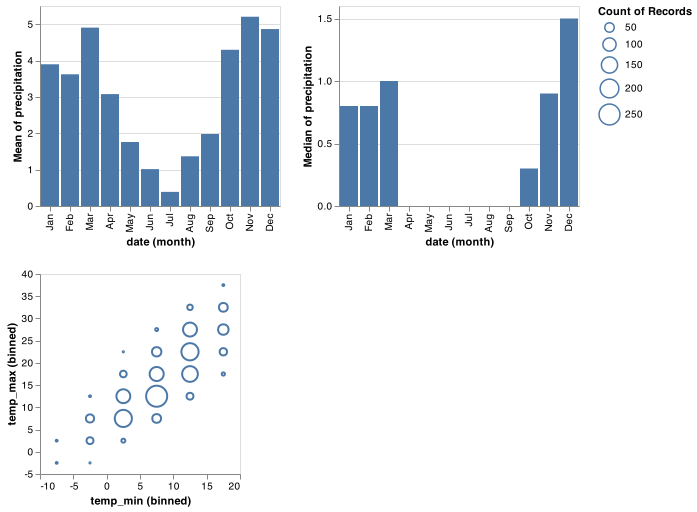 Mean of precipitation
5
4
3
2
1
0
Jan Feb Mar Apr May Jun Jul Aug Sep Oct Nov Dec
date (month)
Median of precipitation
1.5
1.0
0.5
0.0
Jan Feb Mar Apr May Jun Jul Aug Sep Oct Nov Dec
date (month)
Count of Records
50
100
150
200
250
temp_max (binned)
40
35
30
25
20
15
10
5
0
-5
-10 -5 0 5 10 15 20
temp_min (binned)